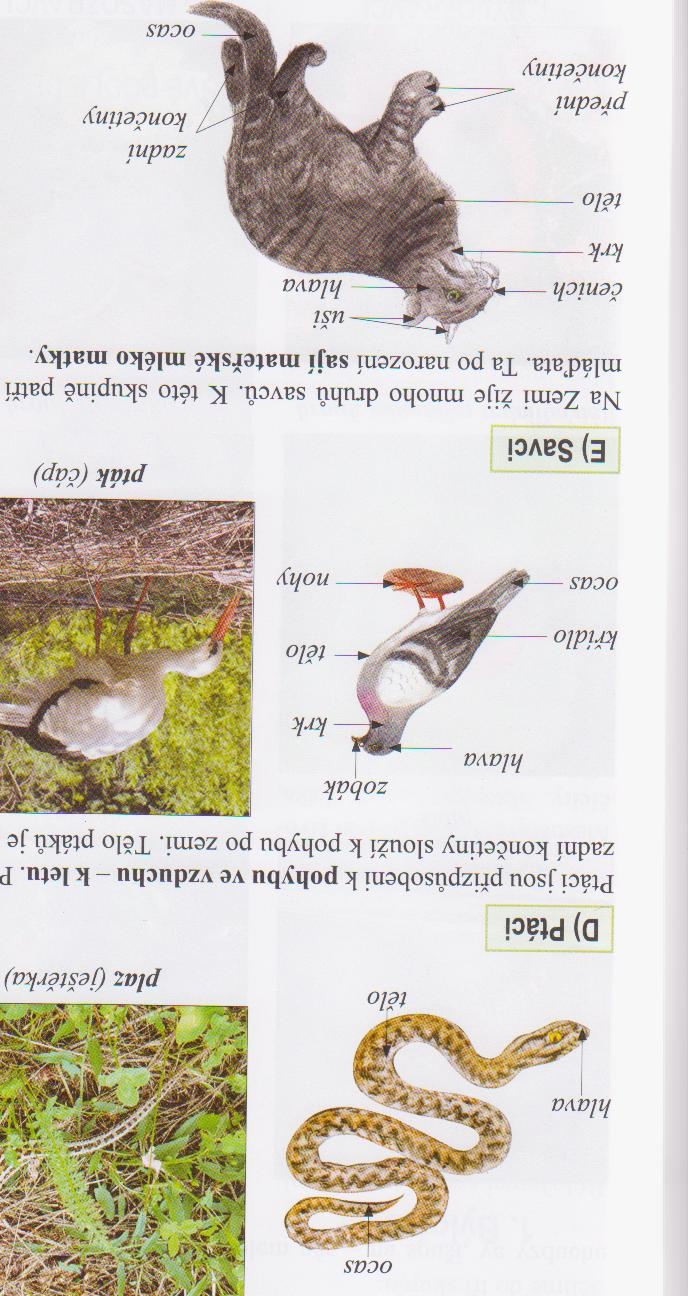 ocas
hlava
tělo
plaz (ještěrka)
D) Ptáci
Ptáci jsou přizpůsobeni k pohybu ve vzduchu – k letu. P
zadní končetiny slouží k pohybu po zemi. Tělo ptáků je
zobák
hlava
krk
tělo
křídlo
ocas
nohy
pták (čáp)
E) Savci
Na Zemi žije mnoho druhů savců. K této skupině patří
mláďata. Ta po narození sají mateřské mléko matky.
uši
čenich
hlava
krk
tělo
přední
končetiny
zadní
končetiny
ocas